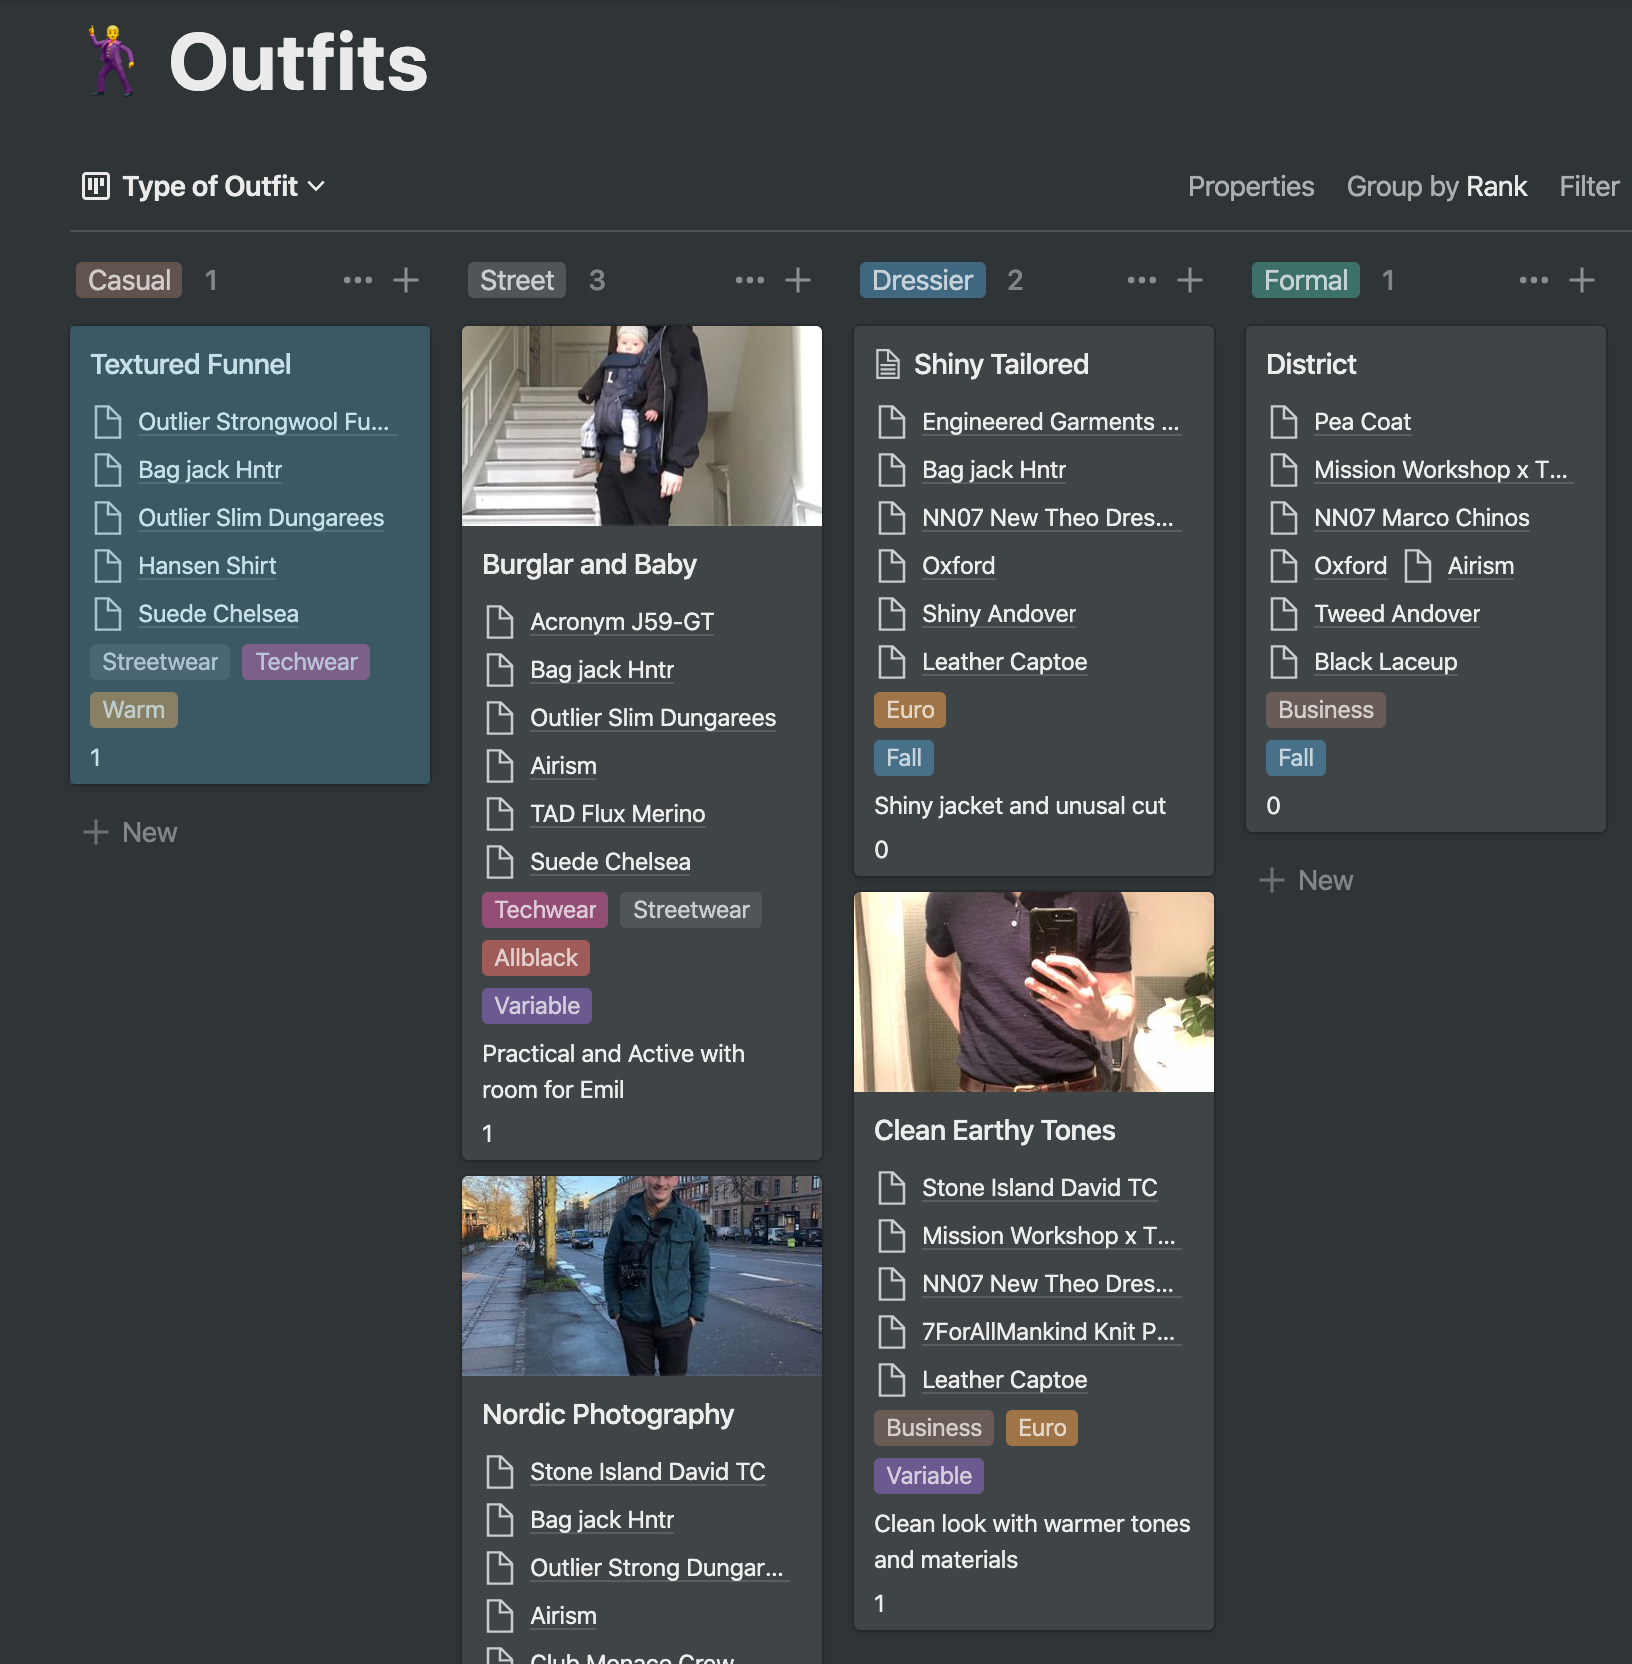 Outfits
Type of Outfit
Properties Group by Rank Filter
Casual 1
Textured Funnel
Outlier Strongwool Fu...
Bag jack Hntr
Outlier Slim Dungarees
Hansen Shirt
Suede Chelsea
Streetwear Techwear
Warm
1
New
Street 3
Burglar and Baby
Acronym J59-GT
Bag jack Hntr
Outlier Slim Dungarees
Airism
TAD Flux Merino
Suede Chelsea
Techwear Streetwear
Allblack
Variable
Practical and Active with
room for Emil
1
Nordic Photography
Stone Island David TC
Bag jack Hntr
Outlier Strong Dungar...
Airism
Club Monaco Crew
Dressier 2
Shiny Tailored
Engineered Garments ...
Bag jack Hntr
NN07 New Theo Dres...
Oxford
Shiny Andover
Leather Captoe
Euro
Fall
Shiny jacket and unusal cut
0
Clean Earthy Tones
Stone Island David TC
Mission Workshop x T...
NN07 New Theo Dres...
7ForAllMankind Knit P...
Leather Captoe
Business Euro
Variable
Clean look with warmer tones
and materials
1
Formal 1
District
Pea Coat
Mission Workshop x T...
NN07 Marco Chinos
Oxford Airism
Tweed Andover
Black Laceup
Business
Fall
0
New